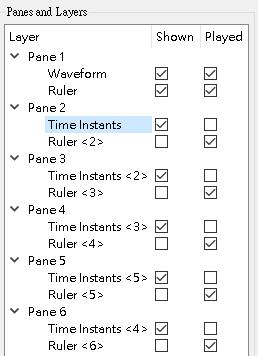 Panes and Layers
Layer Shown Played
Pane 1
Waveform
Ruler
Pane 2
Time Instants
Ruler <2>
Pane 3
Time Instants <2>
Ruler <3>
Pane 4
Time Instants <3>
Ruler <4>
Pane 5
Time Instants <5>
Ruler <5>
Pane 6
Time Instants <4>
Ruler <6>